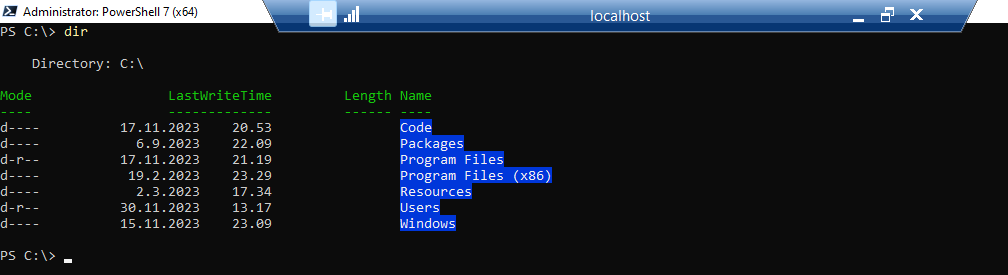 Administrator: PowerShell 7 (x64)
localhost
PS C:\> dir
Directory: C:\
Mode LastWriteTime Length Name
---- ------------- ------ ----
d---- 17.11.2023 20.53 Code
d---- 6.9.2023 22.09 Packages
d-r-- 17.11.2023 21.19 Program Files
d---- 19.2.2023 23.29 Program Files (x86)
d---- 2.3.2023 17.34 Resources
d-r-- 30.11.2023 13.17 Users
d---- 15.11.2023 23.09 Windows
PS C:\>